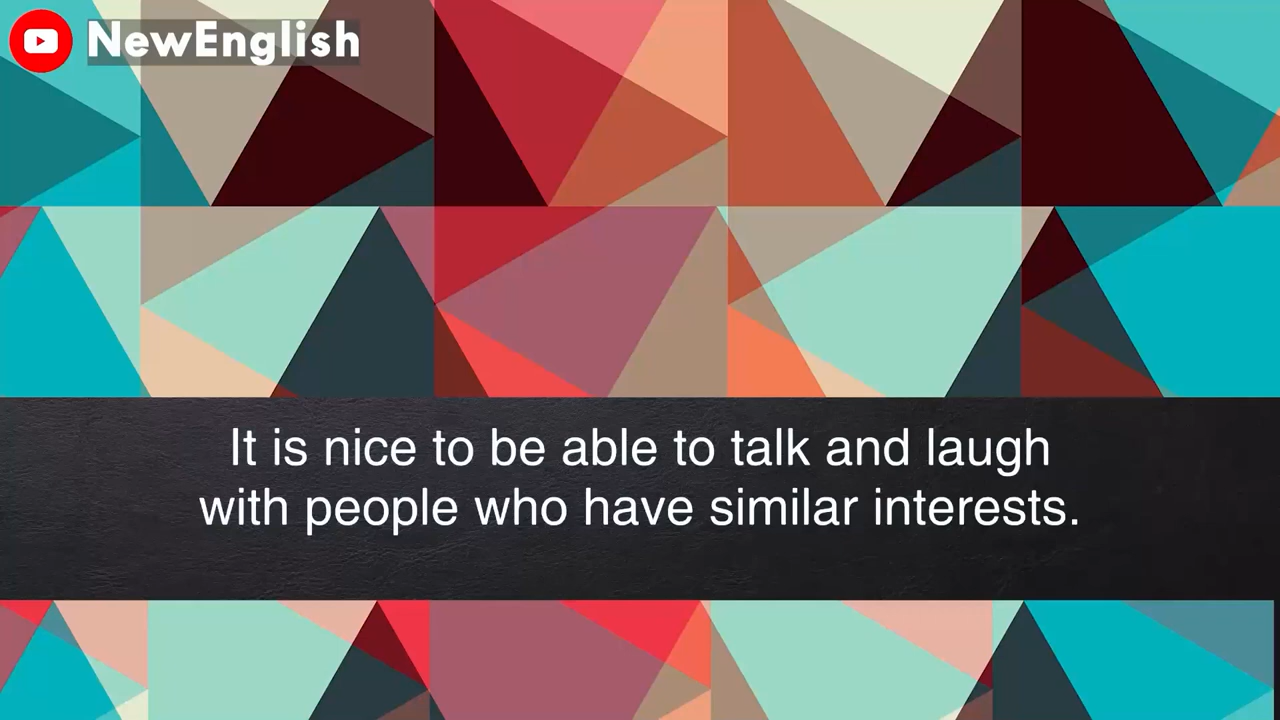 NewEnglish
It is nice to be able to talk and laugh
with people who have similar interests.